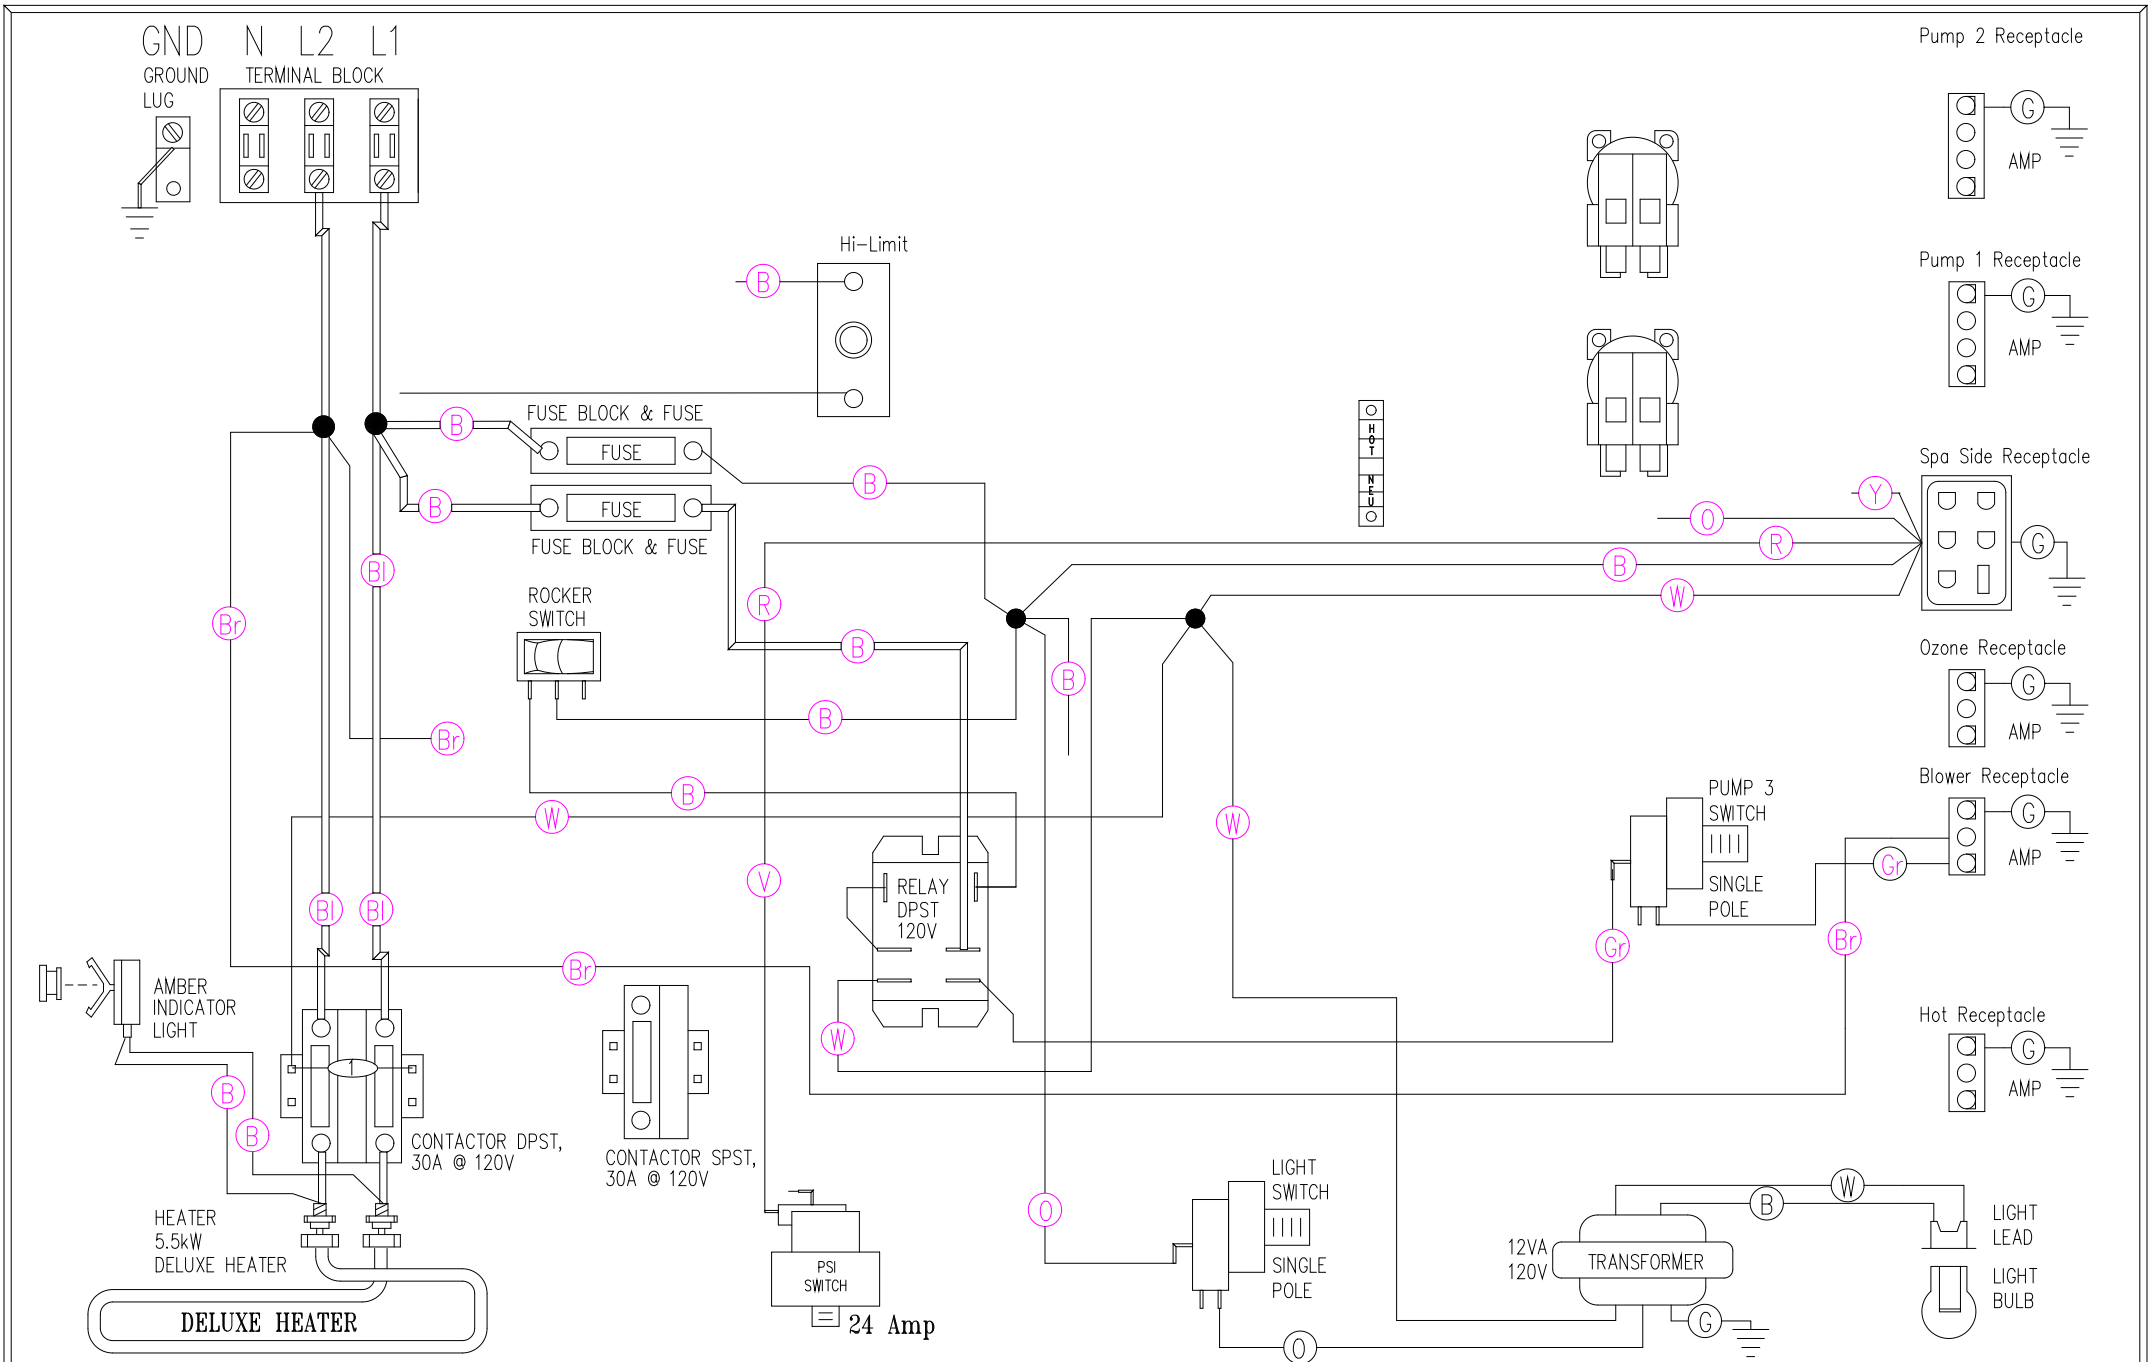 GND N L2 L1
GROUND
LUG
TERMINAL BLOCK
Pump 2 Receptacle
G
AMP
Hi-Limit
B
Pump 1 Receptacle
G
AMP
FUSE BLOCK & FUSE
FUSE
B
B
FUSE
B
FUSE BLOCK & FUSE
HOT
NEU
Spa Side Receptacle
Y
O
R
B
W
G
Bl
Br
ROCKER
SWITCH
R
B
B
B
Br
B
W
W
Ozone Receptacle
G
AMP
Blower Receptacle
G
AMP
Gr
Br
PUMP 3
SWITCH
SINGLE
POLE
Gr
V
RELAY
DPST
120V
Bl
Bl
Br
W
AMBER
INDICATOR
LIGHT
B
B
1
CONTACTOR DPST,
30A @ 120V
CONTACTOR SPST,
30A @ 120V
Hot Receptacle
G
AMP
HEATER
5.5kW
DELUXE HEATER
DELUXE HEATER
PSI
SWITCH
24 Amp
O
LIGHT
SWITCH
SINGLE
POLE
O
12VA
120V
TRANSFORMER
W
B
G
LIGHT
LEAD
LIGHT
BULB